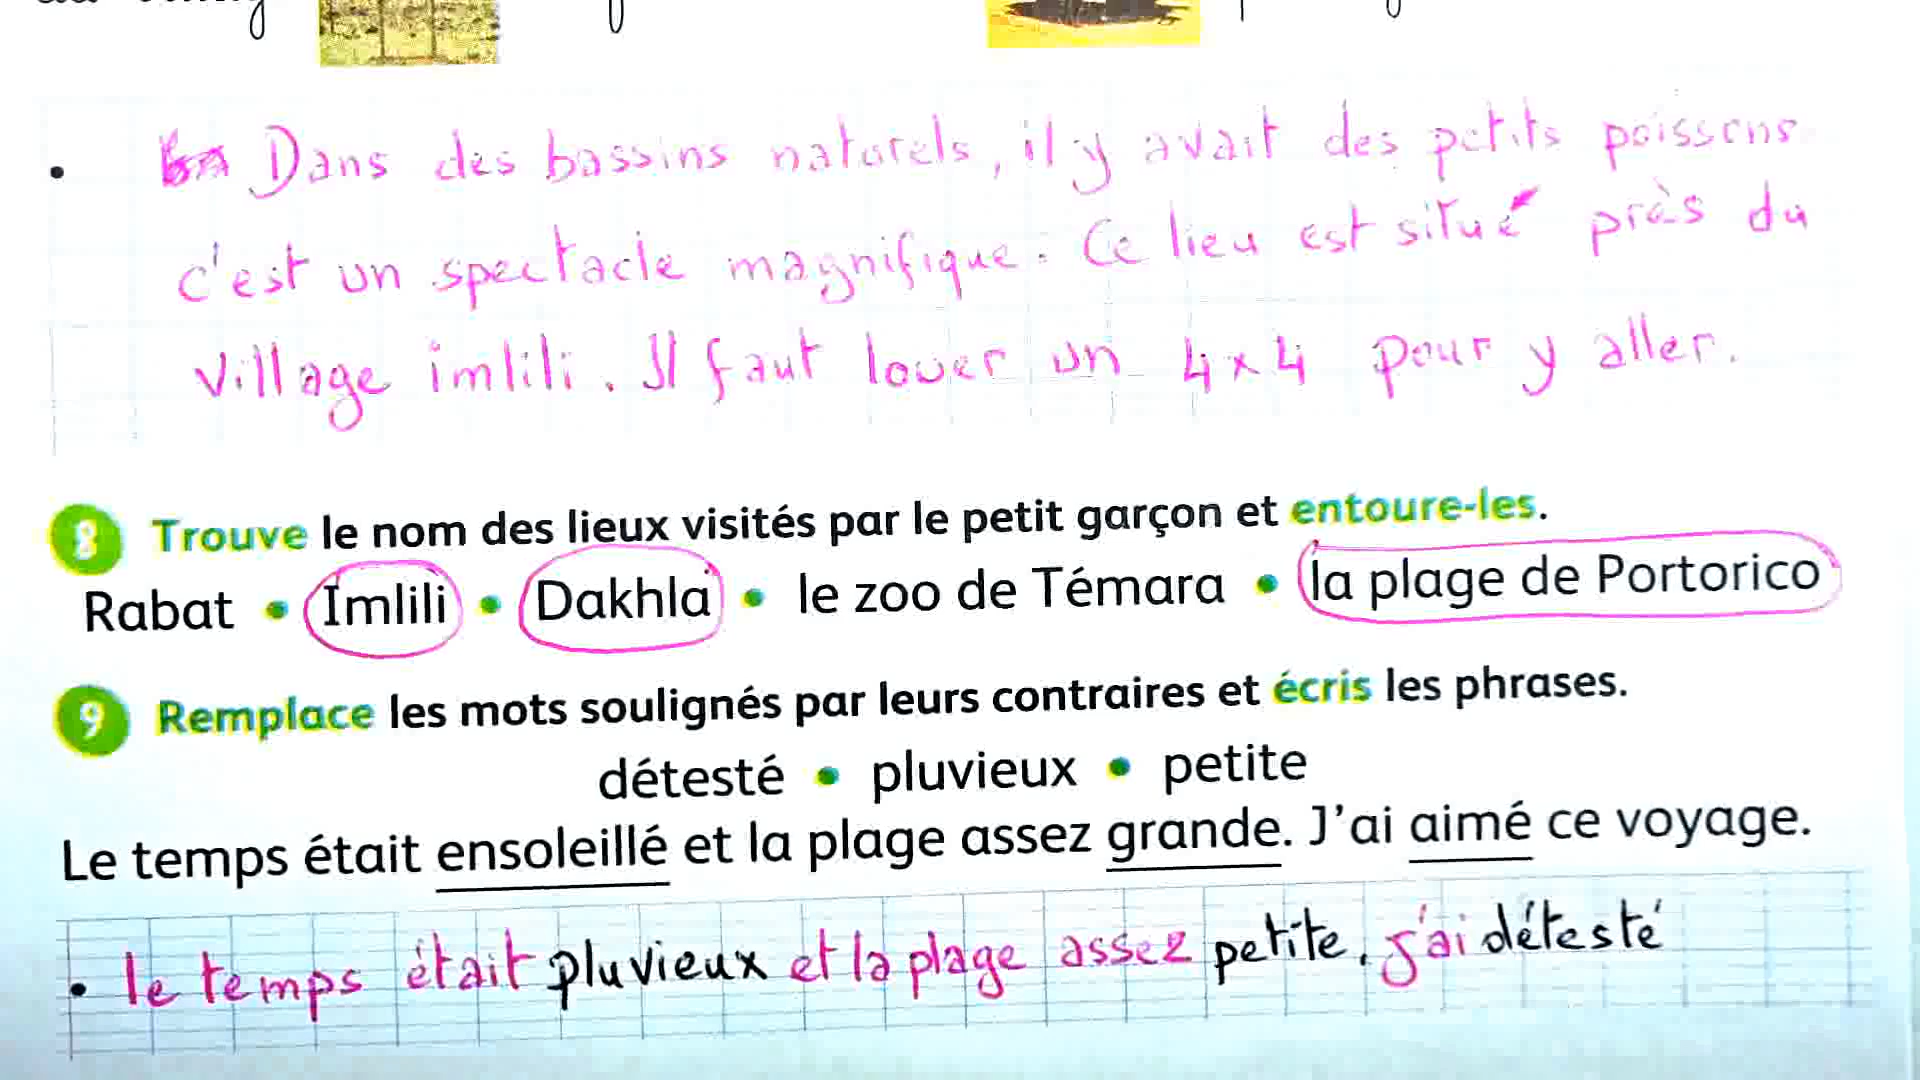 • Dans des bassins naturels, il y avait des petits poissons
c'est un spectacle magnifique. Ce lieu est situé près du
village imlili. Il faut louer un 4x4 pour y aller.
8 Trouve le nom des lieux visités par le petit garçon et entoure-les.
Rabat • Imlili • Dakhla • le zoo de Témara • la plage de Portorico
9 Remplace les mots soulignés par leurs contraires et écris les phrases.
détesté • pluvieux • petite
Le temps était ensoleillé et la plage assez grande. J'ai aimé ce voyage.
• le temps était pluvieux et la plage assez petite. j'ai détesté